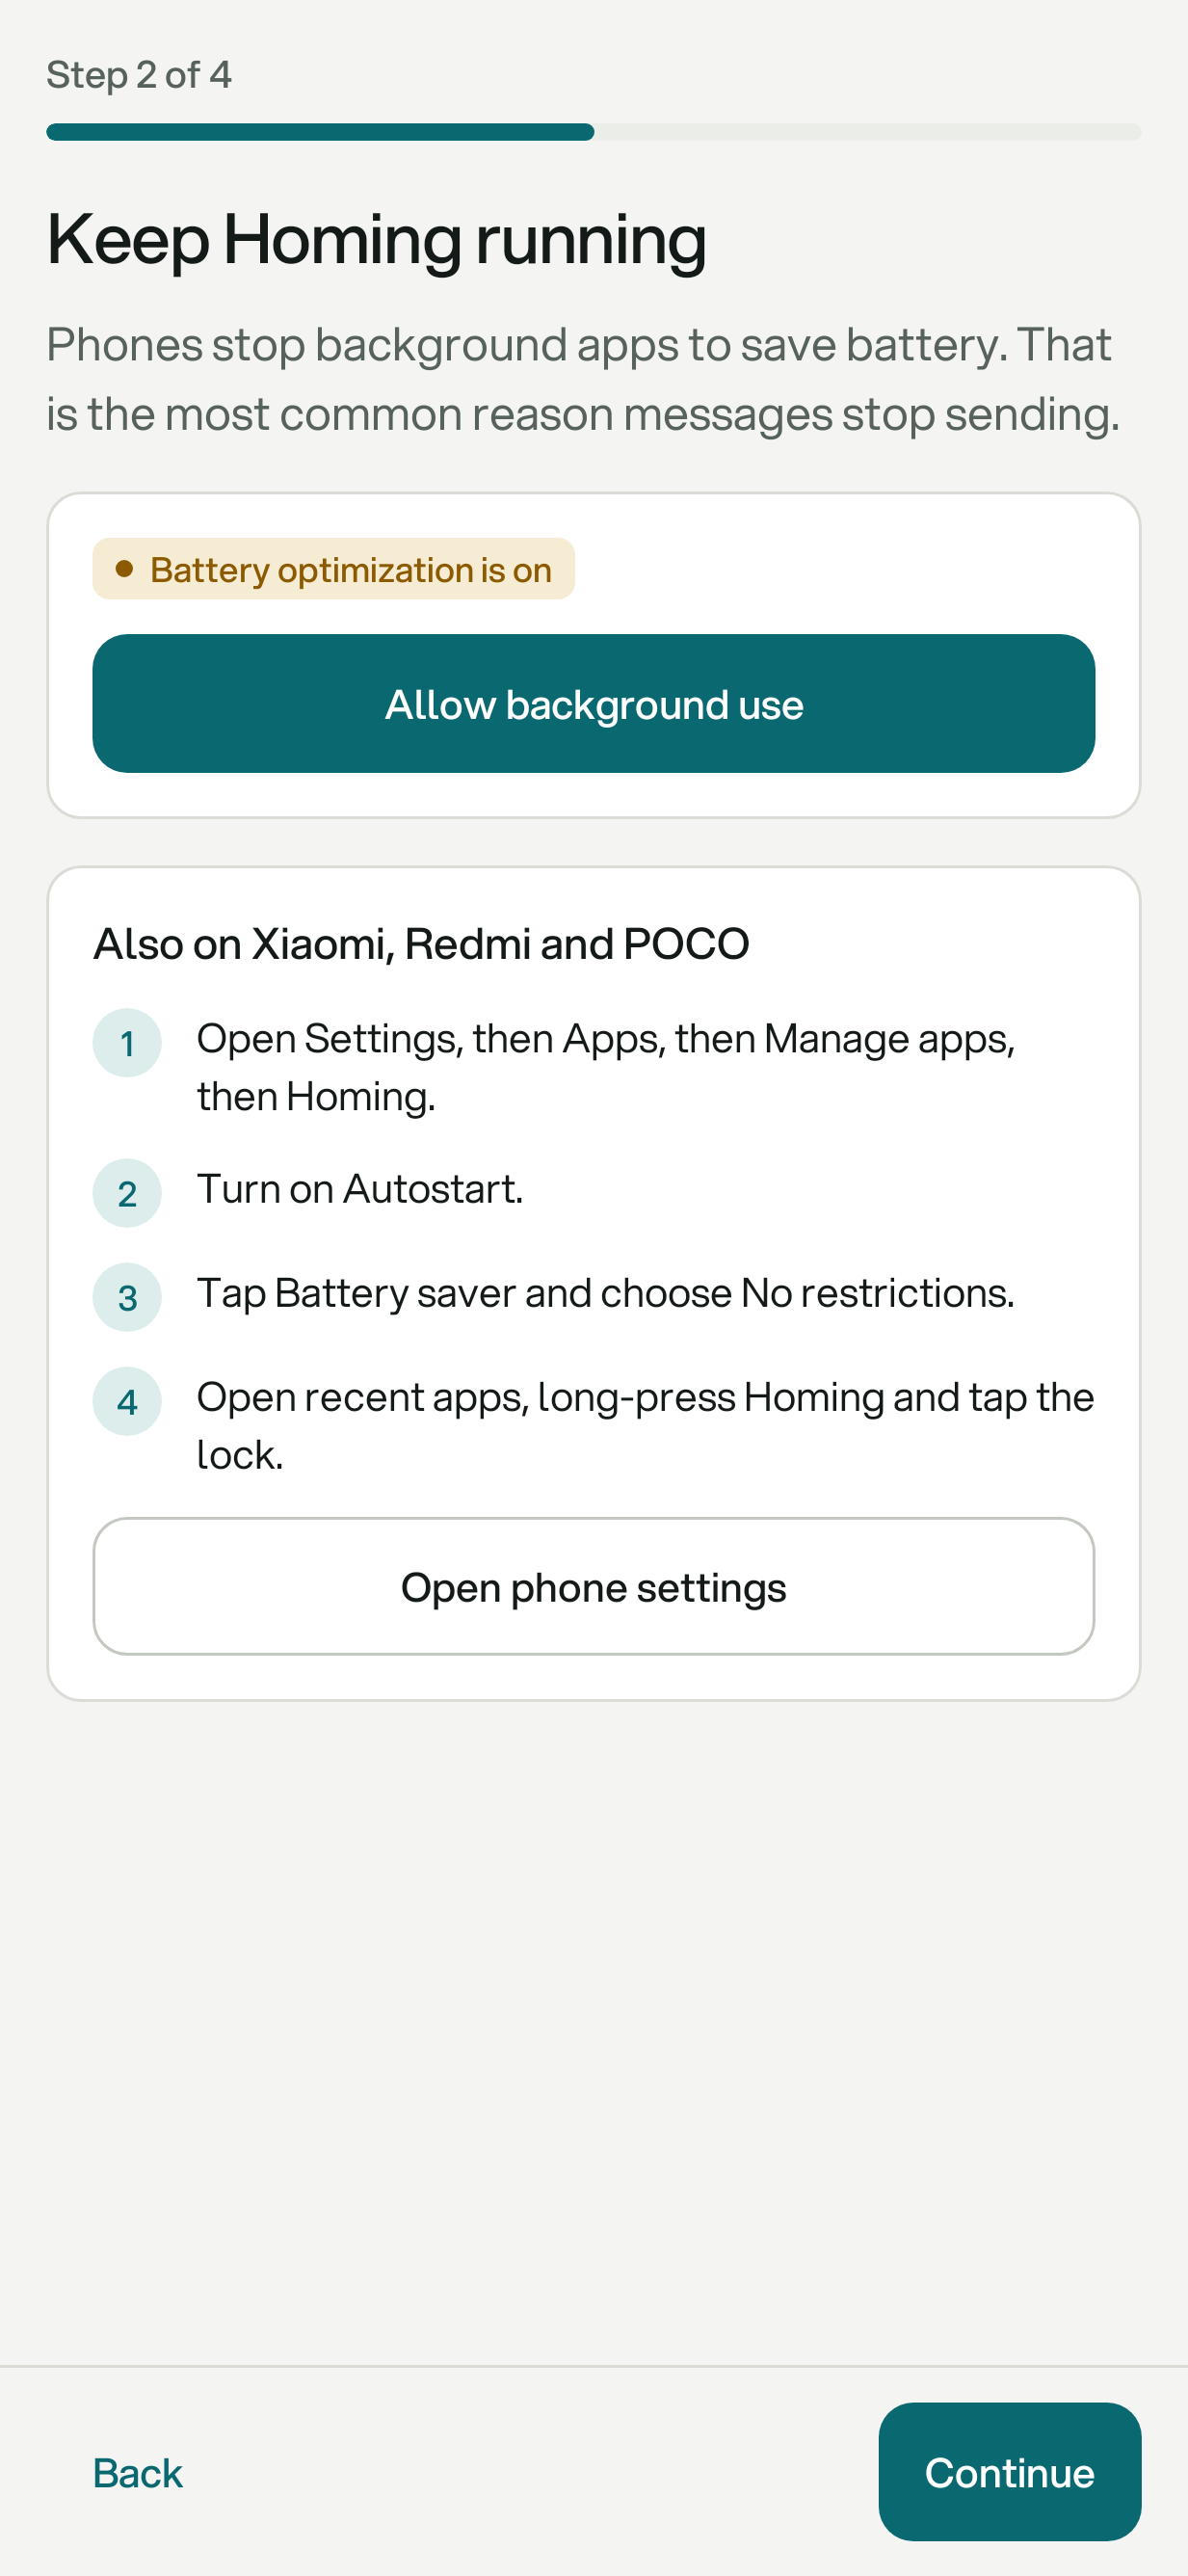 Step 2 of 4
Keep Homing running
Phones stop background apps to save battery. That
is the most common reason messages stop sending.
Battery optimization is on
Allow background use
Also on Xiaomi, Redmi and POCO
1 Open Settings, then Apps, then Manage apps,
then Homing.
2 Turn on Autostart.
3 Tap Battery saver and choose No restrictions.
4 Open recent apps, long-press Homing and tap the
lock.
Open phone settings
Back
Continue